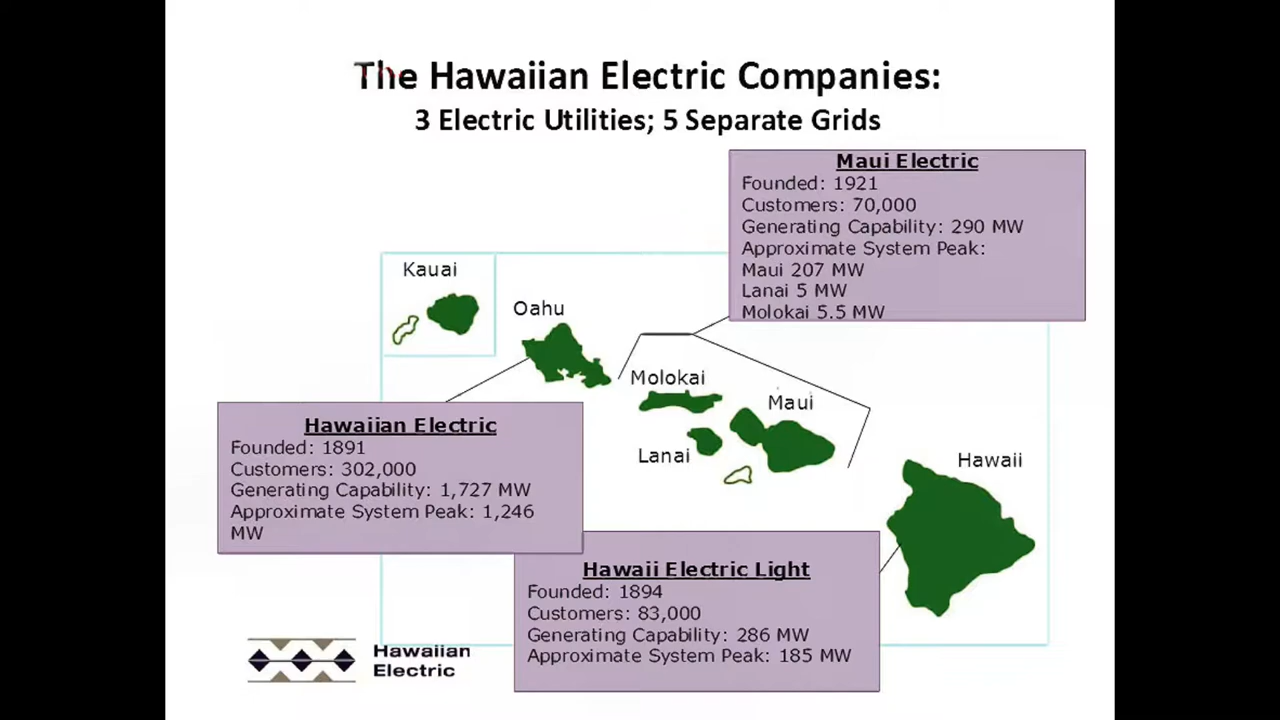 The Hawaiian Electric Companies:
3 Electric Utilities; 5 Separate Grids
Maui Electric
Founded: 1921
Customers: 70,000
Generating Capability: 290 MW
Approximate System Peak:
Maui 207 MW
Lanai 5 MW
Molokai 5.5 MW
Kauai
Oahu
Molokai
Maui
Lanai
Hawaii
Hawaiian Electric
Founded: 1891
Customers: 302,000
Generating Capability: 1,727 MW
Approximate System Peak: 1,246
MW
Hawaii Electric Light
Founded: 1894
Customers: 83,000
Generating Capability: 286 MW
Approximate System Peak: 185 MW
Hawaiian
Electric